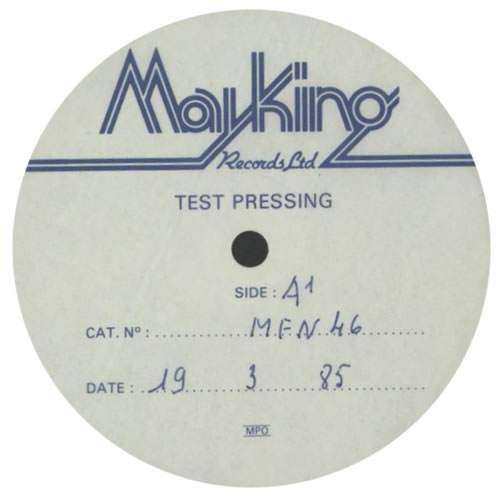 MayKing
Records Ltd
TEST PRESSING
SIDE : A1
CAT. Nº : MFN 46
DATE : 19 3 85
MPO